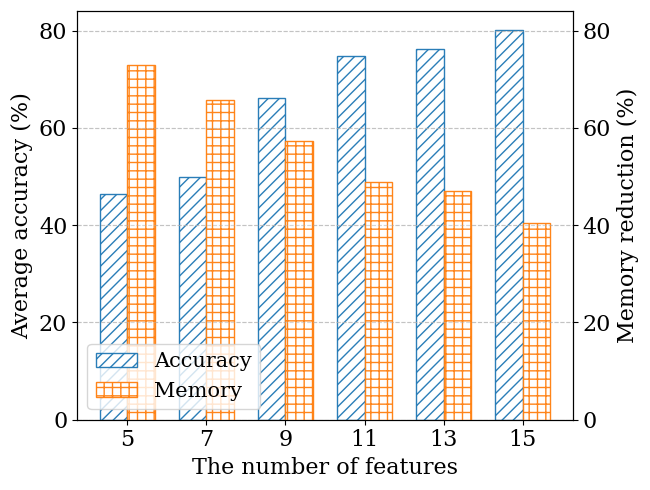 80
60
40
20
0
Average accuracy (%)
80
60
40
20
0
Memory reduction (%)
Accuracy
Memory
5 7 9 11 13 15
The number of features